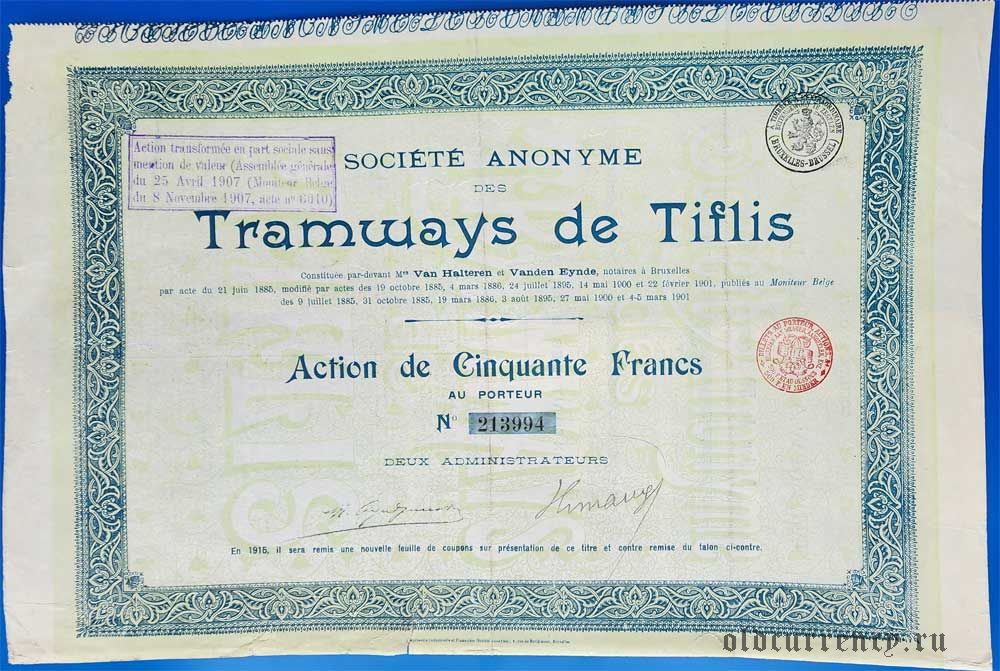 Action transformée en part sociale sans
mention de valeur (Assemblée générale
du 25 Avril 1907 (Moniteur Belge
du 8 Novembre 1907, acte nº 6040)
(BRUXELLES-BRUSSEL)
SOCIÉTÉ ANONYME
DES
Tramways de Tiflis
Constituée par-devant Mes Van Halteren et Vanden Eynde, notaires à Bruxelles
par acte du 21 juin 1885, modifié par actes des 19 octobre 1885, 4 mars 1886, 24 juillet 1895, 14 mai 1900 et 22 février 1901, publiés au Moniteur Belge
des 9 juillet 1885, 31 octobre 1885, 19 mars 1886, 3 août 1895, 27 mai 1900 et 4-5 mars 1901
Action de Cinquante Francs
AU PORTEUR
No 213994
DEUX ADMINISTRATEURS
En 1916, il sera remis une nouvelle feuille de coupons sur présentation de ce titre et contre remise du talon ci-contre.
oldcurrency.ru